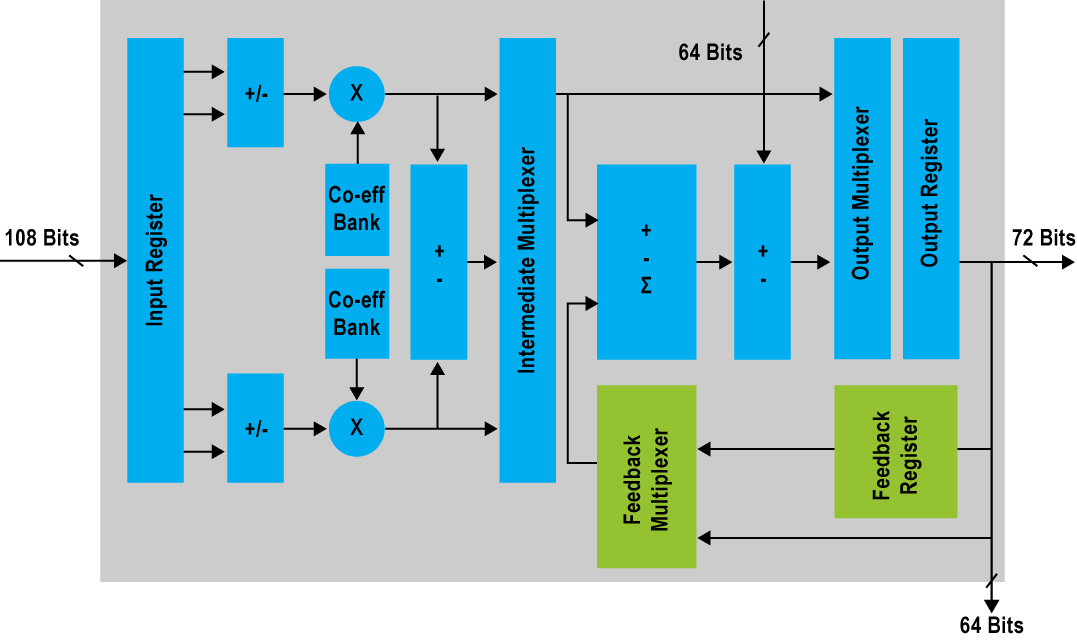 64 Bits
+/-
X
Co-eff
Bank
108 Bits
Input Register
+
-
Intermediate Multiplexer
+
-
Σ
+
-
Output Multiplexer
Output Register
72 Bits
Co-eff
Bank
+/-
X
Feedback
Multiplexer
Feedback
Register
64 Bits